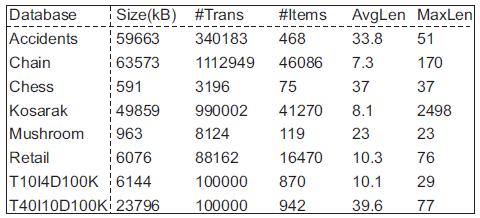 Database Size(kB) #Trans #Items AvgLen MaxLen
Accidents 59663 340183 468 33.8 51
Chain 63573 1112949 46086 7.3 170
Chess 591 3196 75 37 37
Kosarak 49859 990002 41270 8.1 2498
Mushroom 963 8124 119 23 23
Retail 6076 88162 16470 10.3 76
T10I4D100K 6144 100000 870 10.1 29
T40I10D100K 23796 100000 942 39.6 77